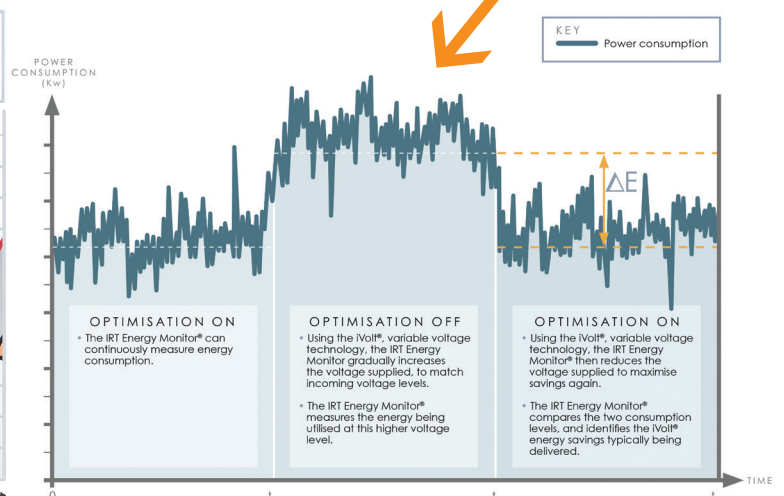 KEY
Power consumption
POWER
CONSUMPTION
(Kw)
ΔE
OPTIMISATION ON
• The IRT Energy Monitor® can
continuously measure energy
consumption.
OPTIMISATION OFF
• Using the iVolt®, variable voltage
technology, the IRT Energy
Monitor gradually increases
the voltage supplied, to match
incoming voltage levels.
• The IRT Energy Monitor®
measures the energy being
utilised at this higher voltage
level.
OPTIMISATION ON
• Using the iVolt®, variable voltage
technology, the IRT Energy
Monitor® then reduces the
voltage supplied to maximise
savings again.
• The IRT Energy Monitor®
compares the two consumption
levels, and identifies the iVolt®
energy savings typically being
delivered.
TIME